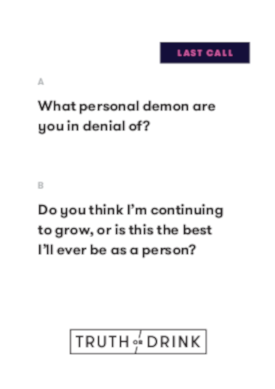 LAST CALL
A
What personal demon are
you in denial of?
B
Do you think I'm continuing
to grow, or is this the best
I'll ever be as a person?
TRUTH OR DRINK